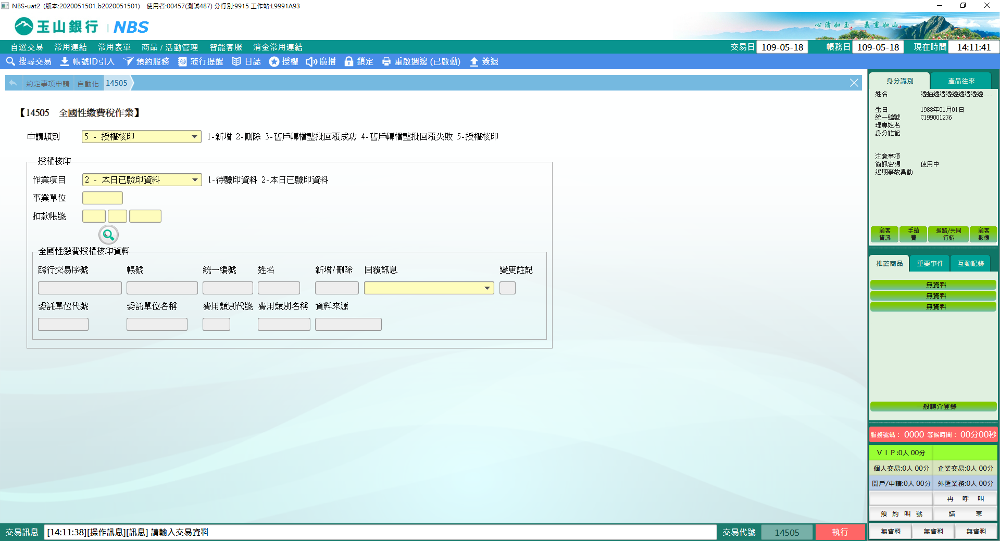 NBS-uat2 (版本:2020051501.b2020051501) 使用者:00457(測試487) 分行別:9915 工作站:L9991A93
玉山銀行 | NBS
心清如玉 義重如山
自選交易 常用連結 常用表單 商品 / 活動管理 智能客服 消金常用連結 交易日 109-05-18 帳務日 109-05-18 現在時間 14:11:41
搜尋交易 帳號ID引入 預約服務 蒞行提醒 日誌 授權 廣播 鎖定 重啟週邊 (已啟動) 簽退
約定事項申請 自動化 14505
【14505 全國性繳費稅作業】
申請類別 5 - 授權核印 1-新增 2-刪除 3-舊戶轉檔整批回覆成功 4-舊戶轉檔整批回覆失敗 5-授權核印
授權核印
作業項目 2 - 本日已驗印資料 1-待驗印資料 2-本日已驗印資料
事業單位
扣款帳號
全國性繳費授權核印資料
跨行交易序號 帳號 統一編號 姓名 新增/刪除 回覆訊息 變更註記
委託單位代號 委託單位名稱 費用類別代號 費用類別名稱 資料來源
身分識別 產品往來
姓名 透抽透透透透透透透透...
生日 1988年01月01日
統一編號 C199001236
理專姓名
身分註記
注意事項
簡訊密碼 使用中
近期事故異動
顧客資訊 手續費 通路/共同行銷 顧客影像
推薦商品 重要事件 互動記錄
無資料
無資料
無資料
一般轉介登錄
服務號碼： 0000 等候時間： 00分00秒
ＶＩＰ:0人 00分
個人交易:0人 00分 企業交易:0人 00分
開戶/申請:0人 00分 外匯業務:0人 00分
再 呼 叫
預 約 叫 號 結 束
無資料 無資料 無資料
交易訊息 [14:11:38][操作訊息][訊息] 請輸入交易資料 交易代號 14505 執行